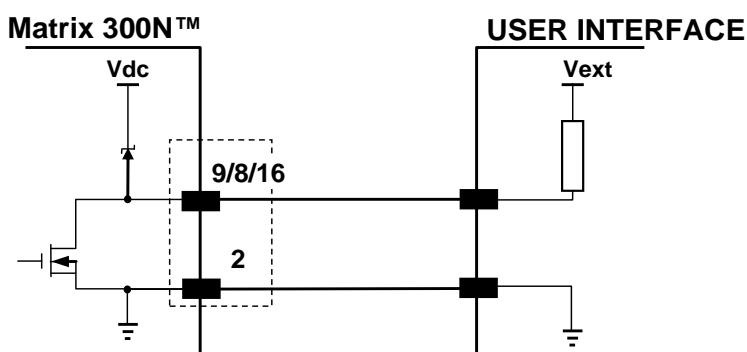 Matrix 300N™
USER INTERFACE
Vdc
Vext
9/8/16
2